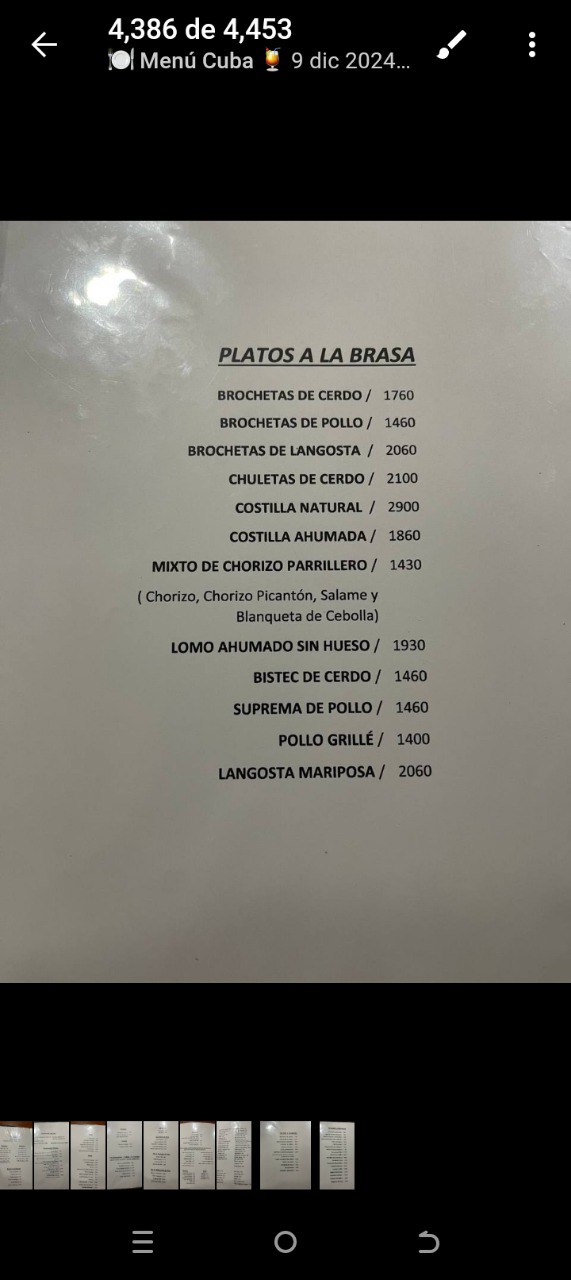 4,386 de 4,453
🍽️ Menú Cuba 🍹 9 dic 2024...
PLATOS A LA BRASA
BROCHETAS DE CERDO / 1760
BROCHETAS DE POLLO / 1460
BROCHETAS DE LANGOSTA / 2060
CHULETAS DE CERDO / 2100
COSTILLA NATURAL / 2900
COSTILLA AHUMADA / 1860
MIXTO DE CHORIZO PARRILLERO / 1430
( Chorizo, Chorizo Picantón, Salame y
Blanqueta de Cebolla)
LOMO AHUMADO SIN HUESO / 1930
BISTEC DE CERDO / 1460
SUPREMA DE POLLO / 1460
POLLO GRILLÉ / 1400
LANGOSTA MARIPOSA / 2060